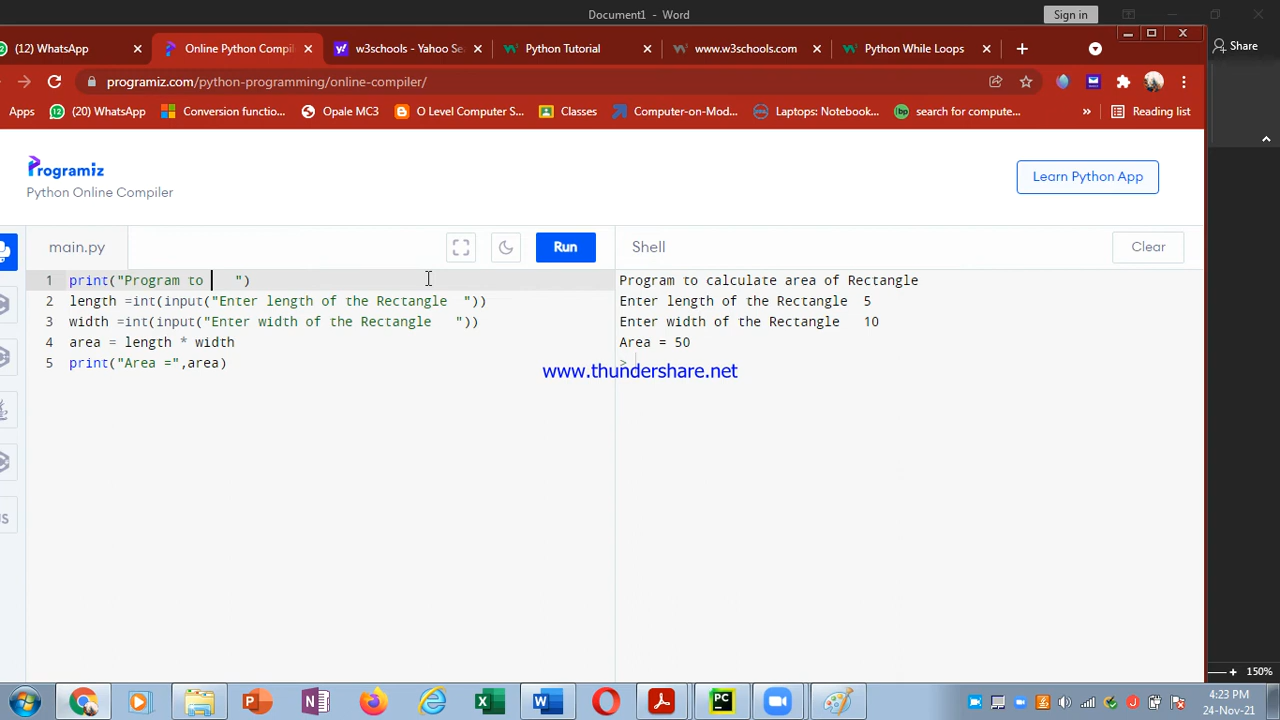 Document1 - Word
Sign in
(12) WhatsApp
Online Python Compil
w3schools - Yahoo Se
Python Tutorial
www.w3schools.com
Python While Loops
Share
programiz.com/python-programming/online-compiler/
Apps
(20) WhatsApp
Conversion functio...
Opale MC3
O Level Computer S...
Classes
Computer-on-Mod...
Laptops: Notebook...
bp
search for compute...
»
Reading list
Programiz
Python Online Compiler
Learn Python App
main.py
Run
Shell
Clear
1 print("Program to    ")
2 length =int(input("Enter length of the Rectangle  "))
3 width =int(input("Enter width of the Rectangle   "))
4 area = length * width
5 print("Area =",area)
Program to calculate area of Rectangle
Enter length of the Rectangle  5
Enter width of the Rectangle   10
Area = 50
>
www.thundershare.net
JS
150%
4:23 PM
24-Nov-21